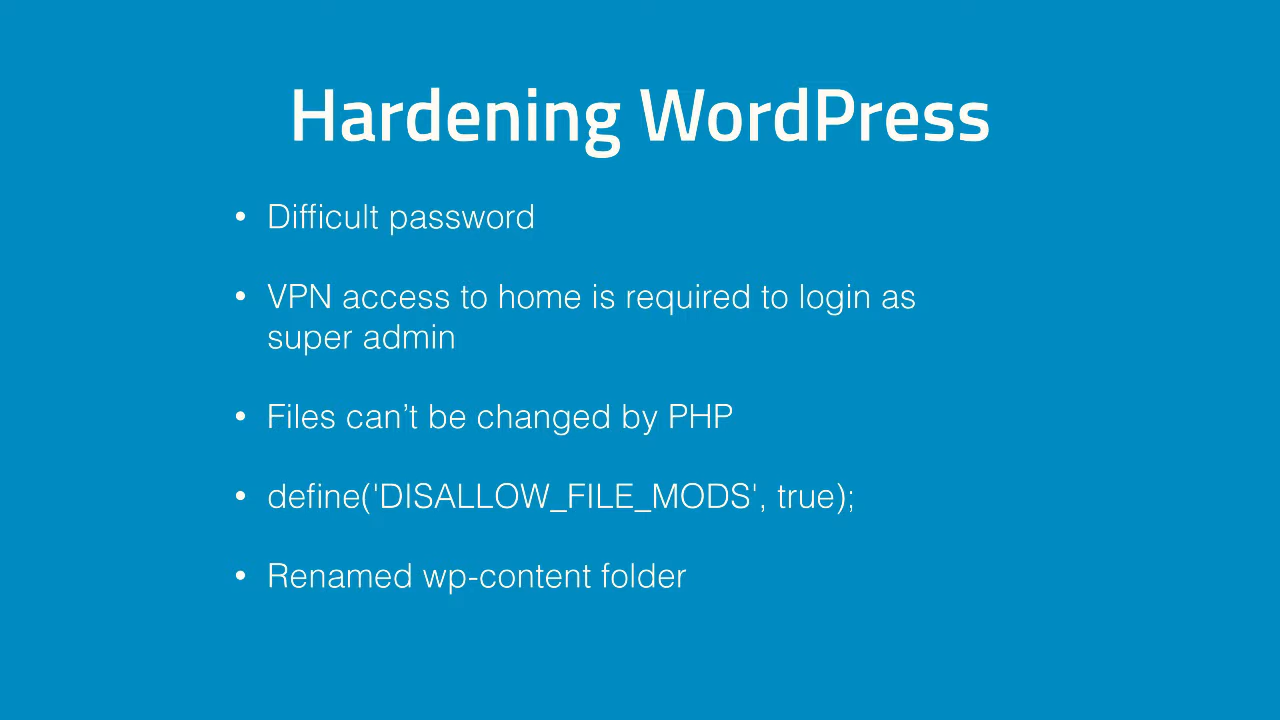 Hardening WordPress
• Difficult password
• VPN access to home is required to login as
super admin
• Files can’t be changed by PHP
• define('DISALLOW_FILE_MODS', true);
• Renamed wp-content folder